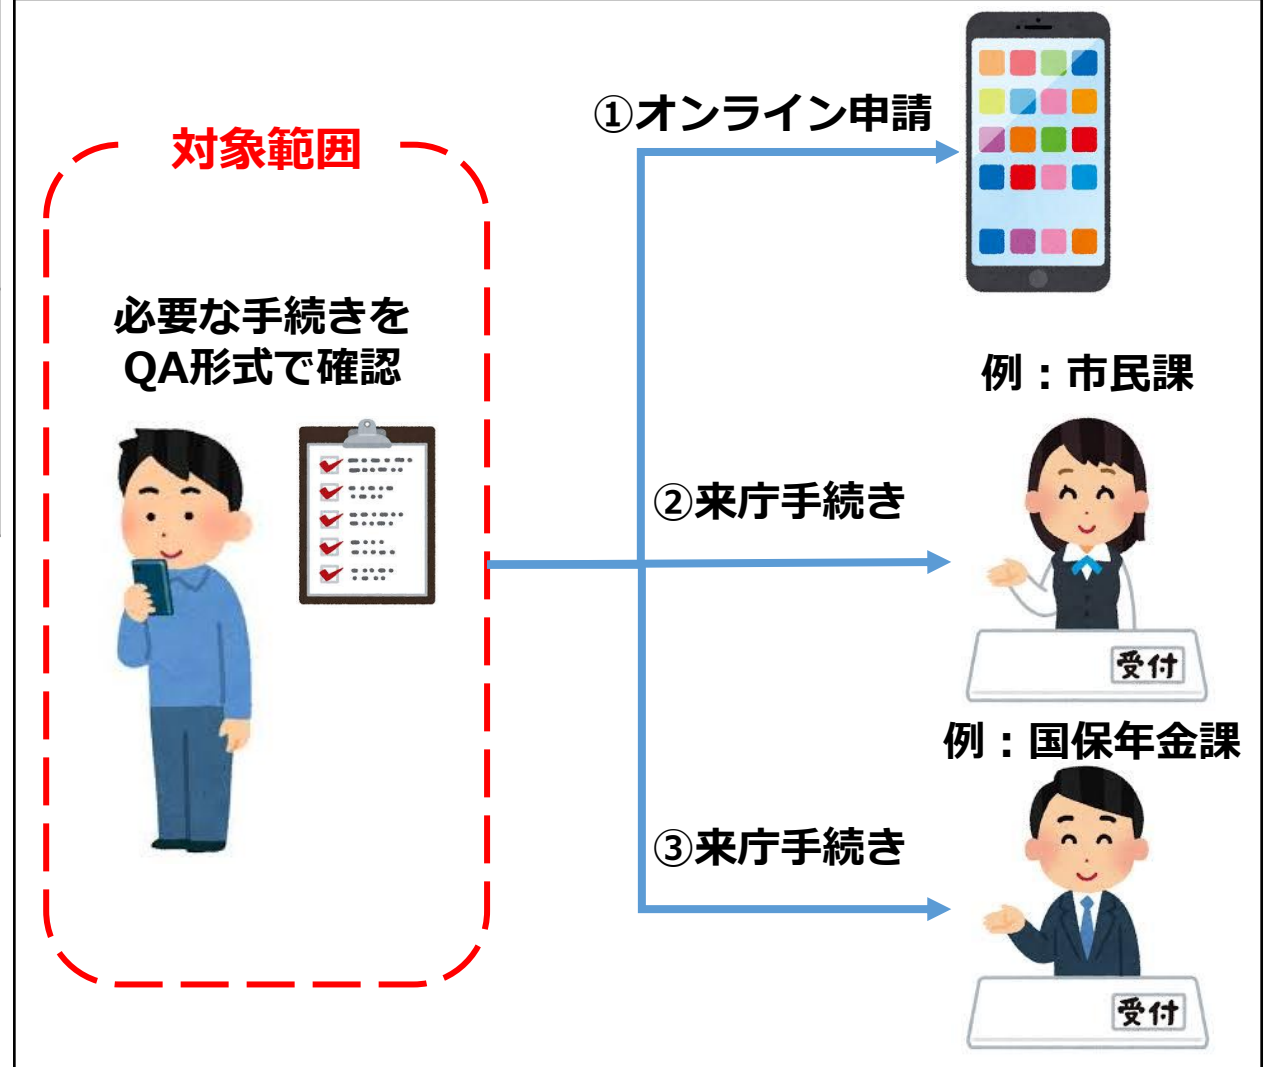 対象範囲
必要な手続きを
QA形式で確認
①オンライン申請
例：市民課
②来庁手続き
受付
例：国保年金課
③来庁手続き
受付